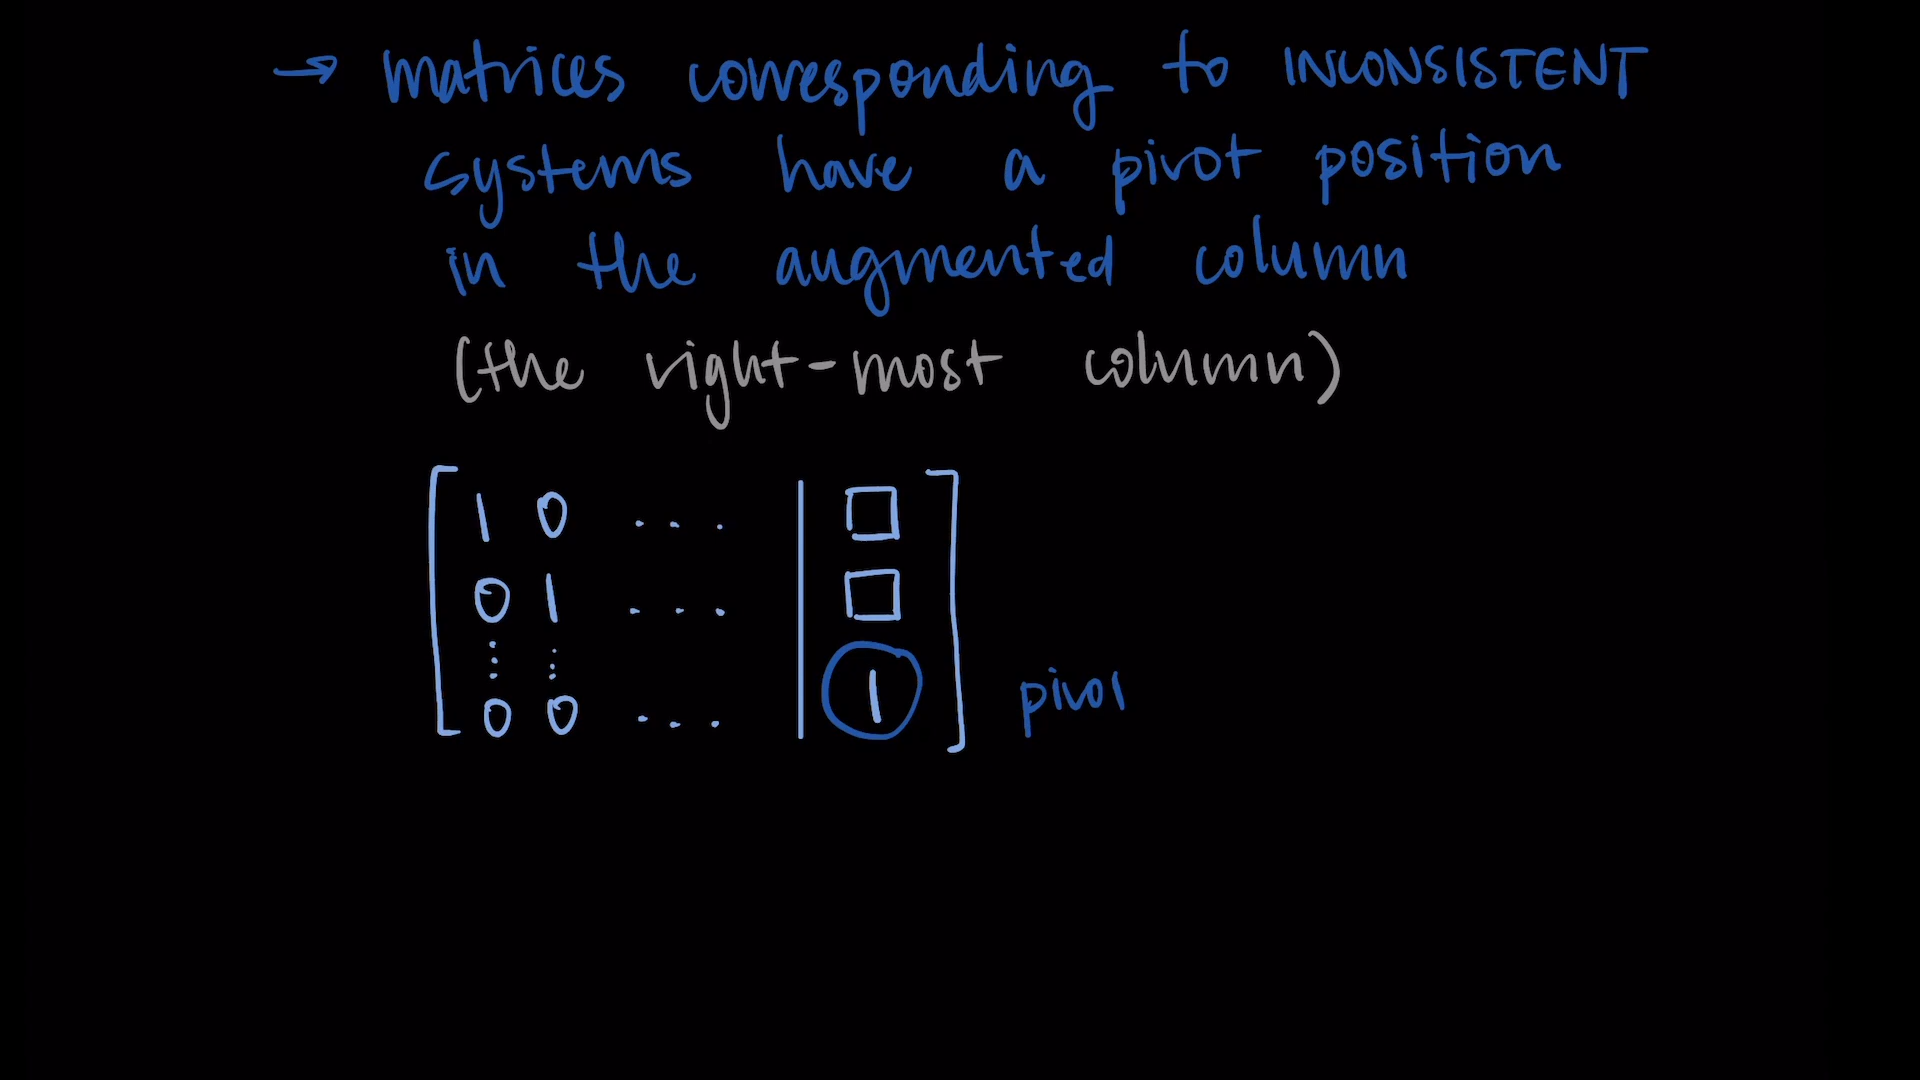 → matrices corresponding to INCONSISTENT
systems have a pivot position
in the augmented column
(the right-most column)
1 0 ... | □
0 1 ... | □
⋮ ⋮
0 0 ... | 1 pivot